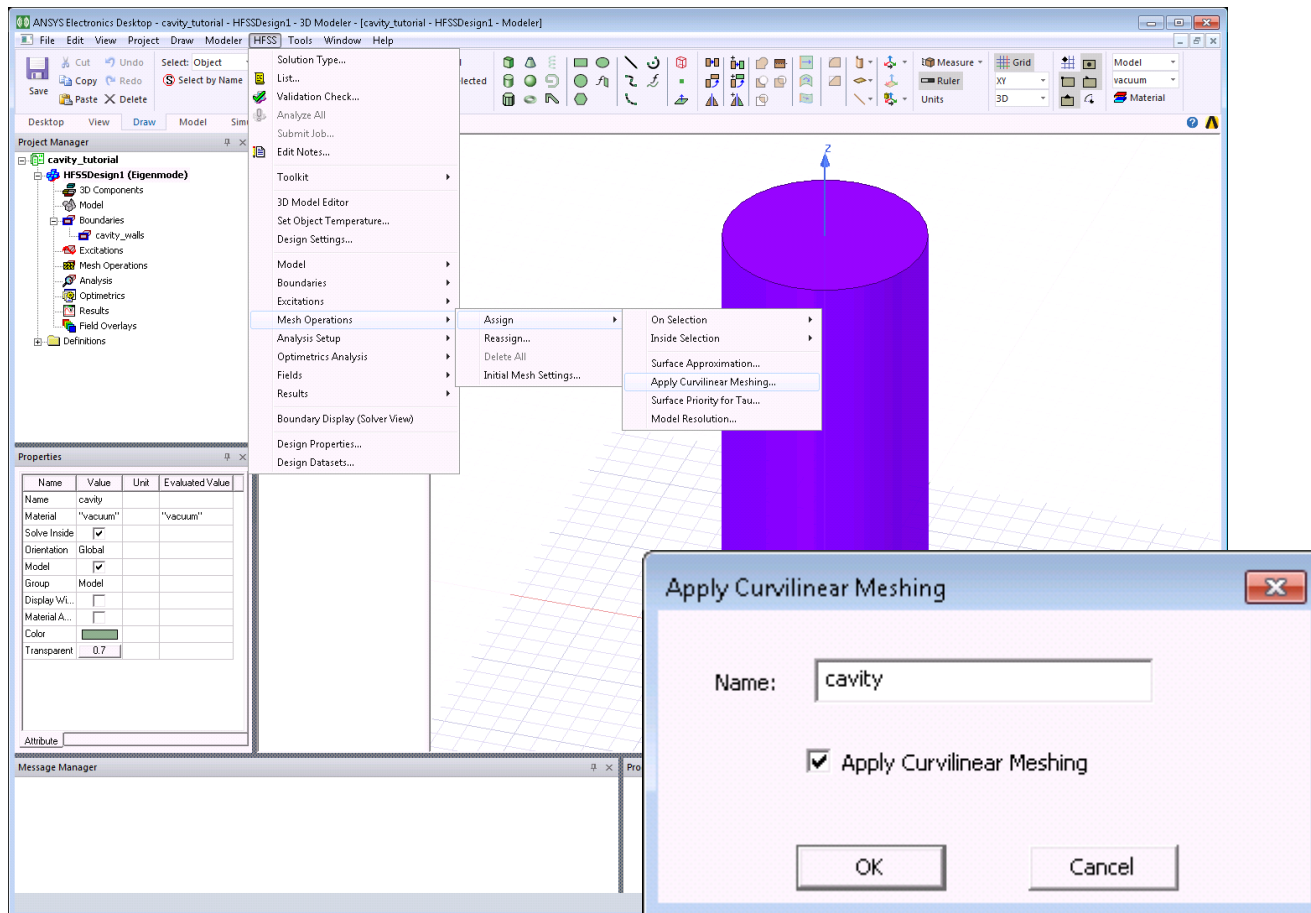 ANSYS Electronics Desktop - cavity_tutorial - HFSSDesign1 - 3D Modeler - [cavity_tutorial - HFSSDesign1 - Modeler]
File Edit View Project Draw Modeler HFSS Tools Window Help
Save
Cut Undo Select: Object
Copy Redo Select by Name
Paste Delete
Measure Grid Model
Ruler XY vacuum
Units 3D Material
Desktop View Draw Model
Project Manager
cavity_tutorial
HFSSDesign1 (Eigenmode)
3D Components
Model
Boundaries
cavity_walls
Excitations
Mesh Operations
Analysis
Optimetrics
Results
Field Overlays
Definitions
Solution Type...
List...
Validation Check...
Analyze All
Submit Job...
Edit Notes...
Toolkit
3D Model Editor
Set Object Temperature...
Design Settings...
Model
Boundaries
Excitations
Mesh Operations
Analysis Setup
Optimetrics Analysis
Fields
Results
Boundary Display (Solver View)
Design Properties...
Design Datasets...
Assign
Reassign...
Delete All
Initial Mesh Settings...
On Selection
Inside Selection
Surface Approximation...
Apply Curvilinear Meshing...
Surface Priority for Tau...
Model Resolution...
Z
Properties
Name Value Unit Evaluated Value
Name cavity
Material "vacuum" "vacuum"
Solve Inside
Orientation Global
Model
Group Model
Display Wi...
Material A...
Color
Transparent 0.7
Attribute
Message Manager
Pro
Apply Curvilinear Meshing
Name: cavity
Apply Curvilinear Meshing
OK Cancel